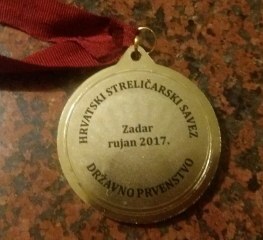 HRVATSKI STRELIČARSKI SAVEZ
Zadar
rujan 2017.
DRŽAVNO PRVENSTVO